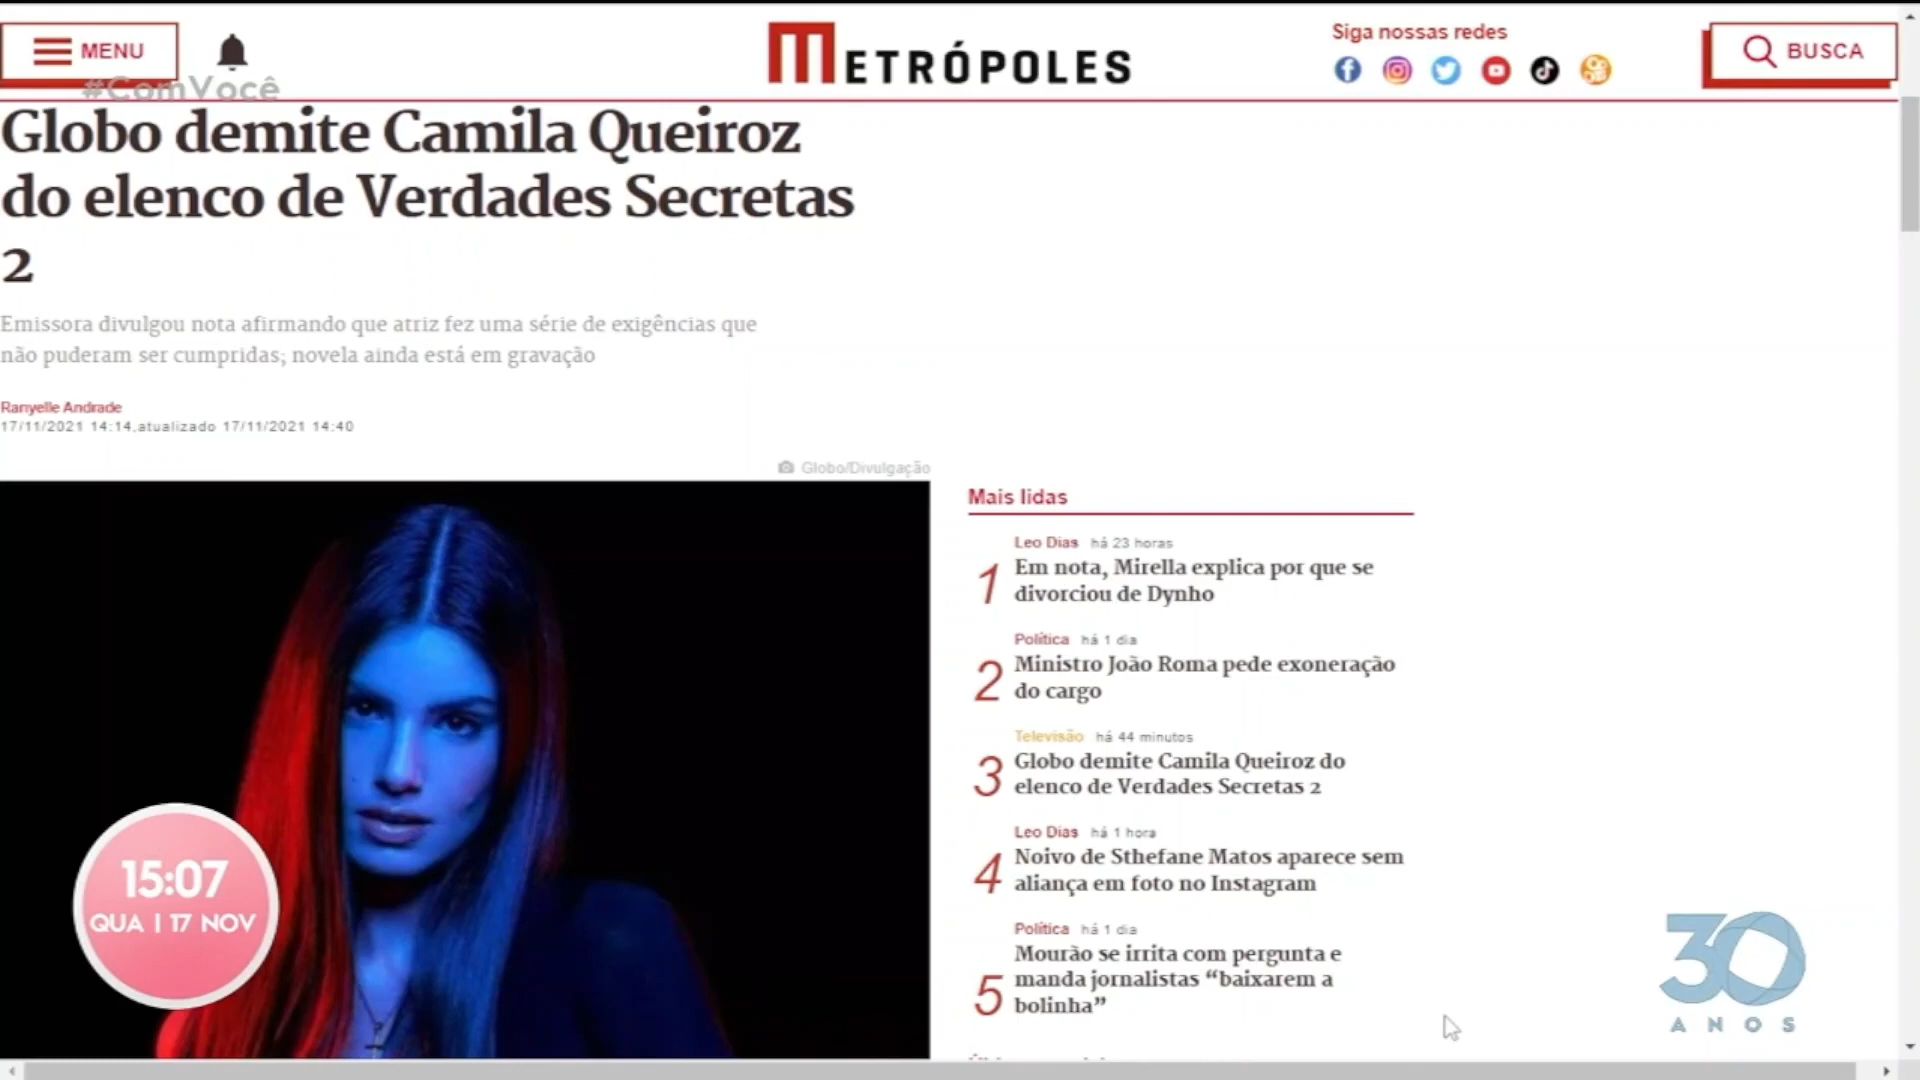 MENU
METRÓPOLES
Siga nossas redes
BUSCA
#ComVocê
Globo demite Camila Queiroz
do elenco de Verdades Secretas
2
Emissora divulgou nota afirmando que atriz fez uma série de exigências que
não puderam ser cumpridas; novela ainda está em gravação
Ranyelle Andrade
17/11/2021 14:14,atualizado 17/11/2021 14:40
Globo/Divulgação
Mais lidas
Leo Dias há 23 horas
1 Em nota, Mirella explica por que se
divorciou de Dynho
Política há 1 dia
2 Ministro João Roma pede exoneração
do cargo
Televisão há 44 minutos
3 Globo demite Camila Queiroz do
elenco de Verdades Secretas 2
Leo Dias há 1 hora
4 Noivo de Sthefane Matos aparece sem
aliança em foto no Instagram
Política há 1 dia
5 Mourão se irrita com pergunta e
manda jornalistas “baixarem a
bolinha”
15:07
QUA | 17 NOV
30
ANOS